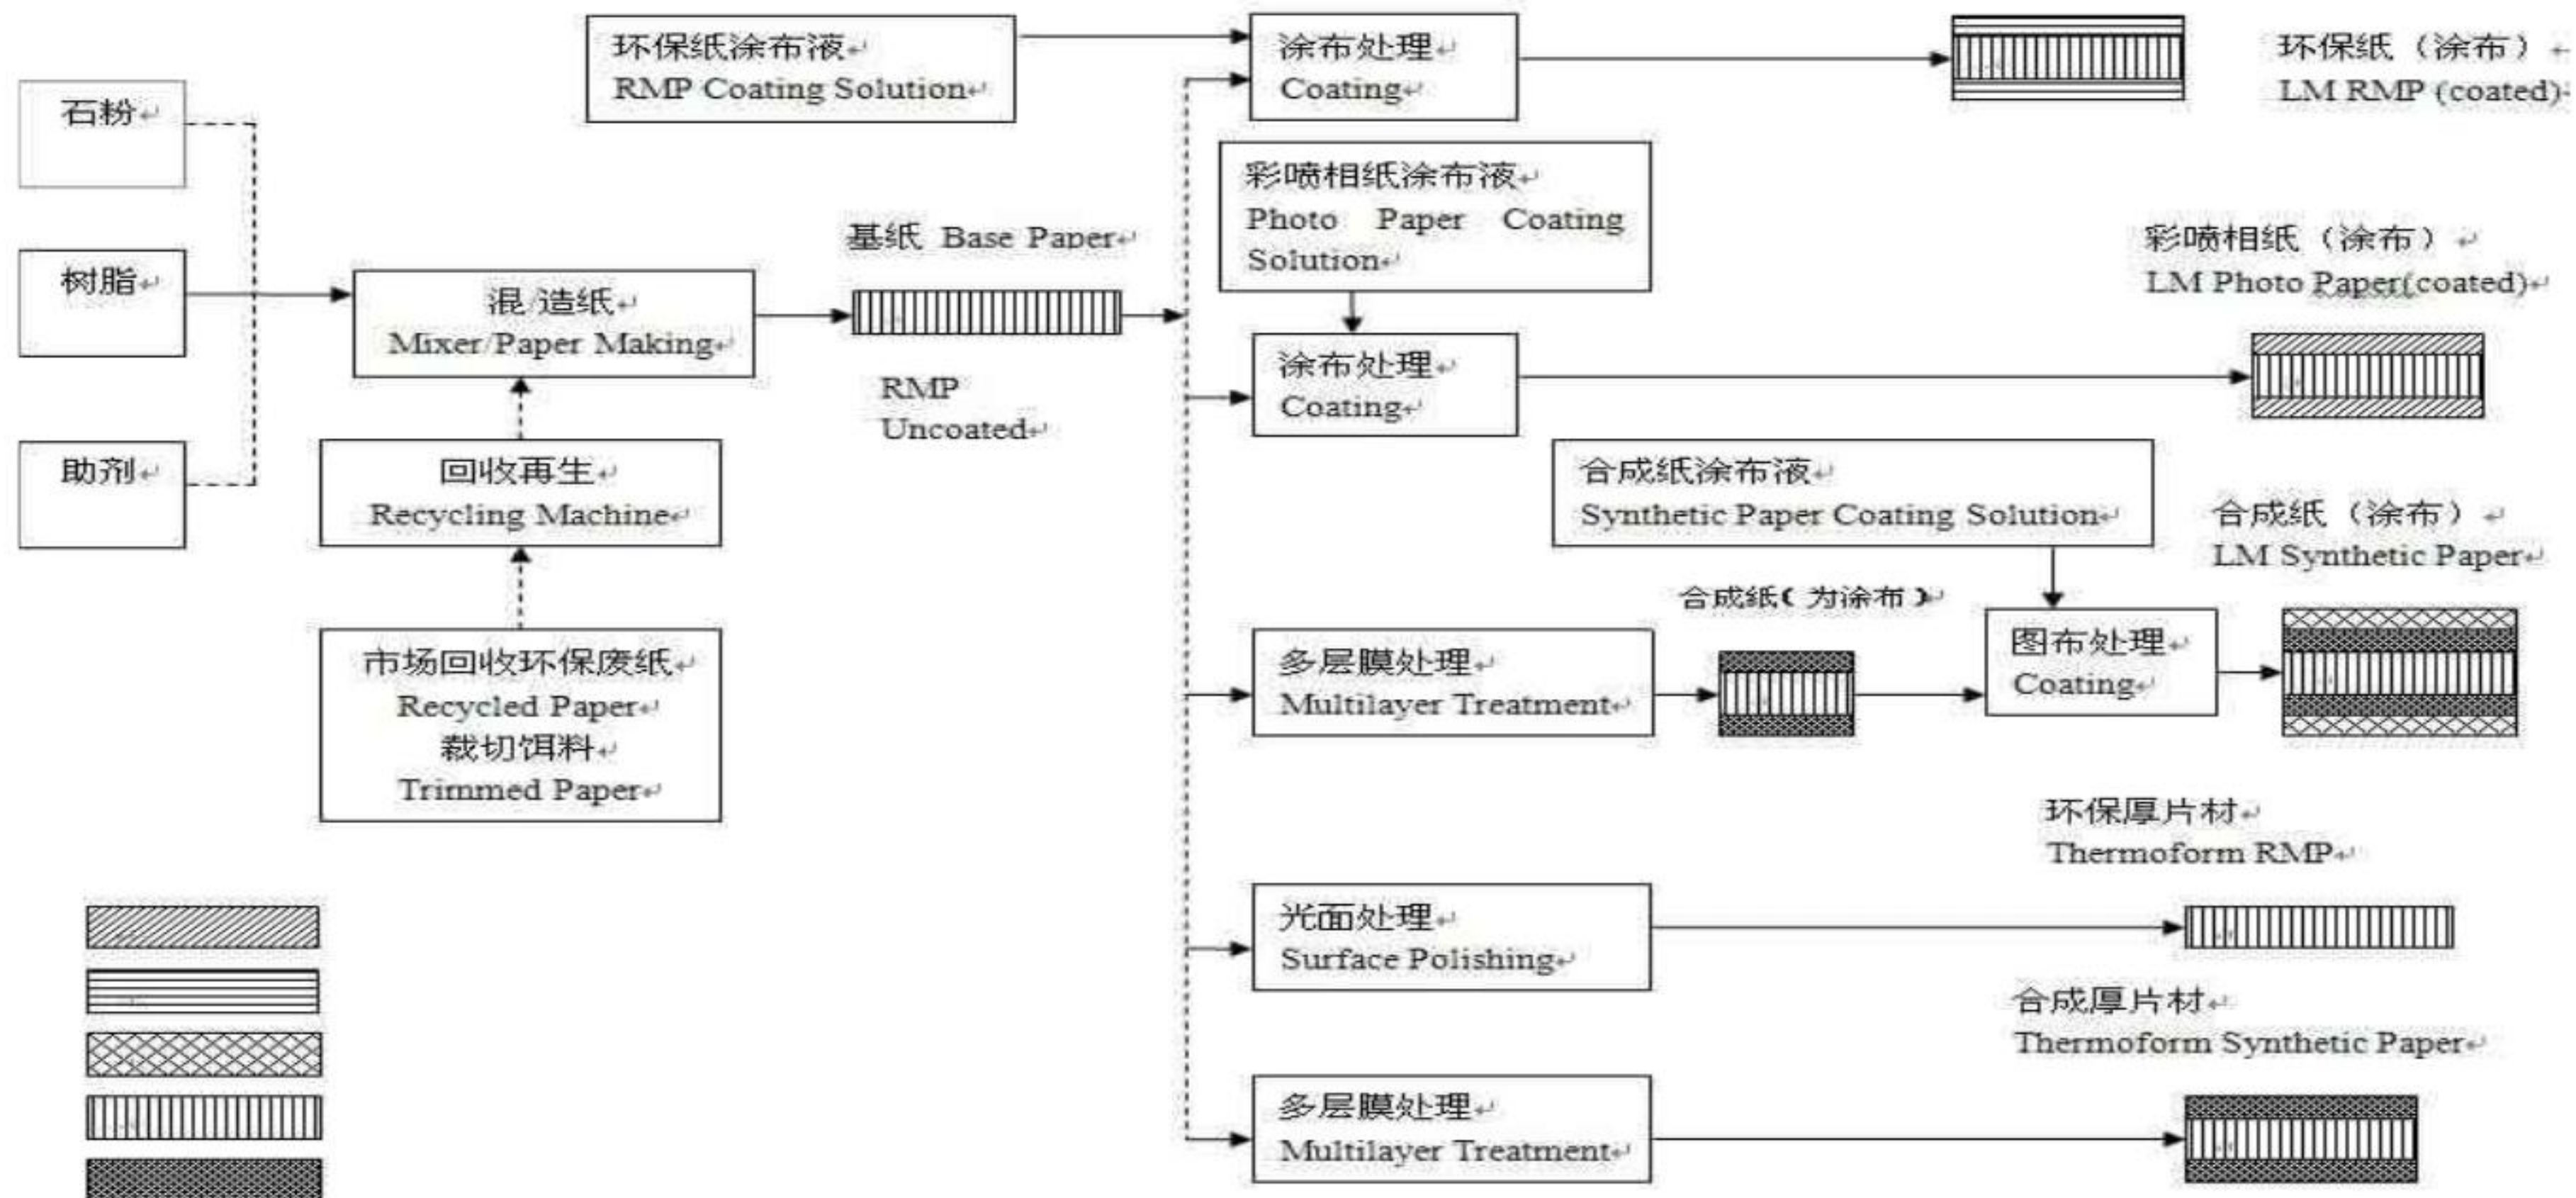 石粉
树脂
助剂
环保纸涂布液
RMP Coating Solution
混/造纸
Mixer/Paper Making
回收再生
Recycling Machine
市场回收环保废纸
Recycled Paper
裁切饵料
Trimmed Paper
基纸 Base Paper
RMP
Uncoated
涂布处理
Coating
环保纸（涂布）
LM RMP (coated)
彩喷相纸涂布液
Photo Paper Coating
Solution
涂布处理
Coating
彩喷相纸（涂布）
LM Photo Paper(coated)
合成纸涂布液
Synthetic Paper Coating Solution
多层膜处理
Multilayer Treatment
合成纸（为涂布）
图布处理
Coating
合成纸（涂布）
LM Synthetic Paper
光面处理
Surface Polishing
环保厚片材
Thermoform RMP
多层膜处理
Multilayer Treatment
合成厚片材
Thermoform Synthetic Paper